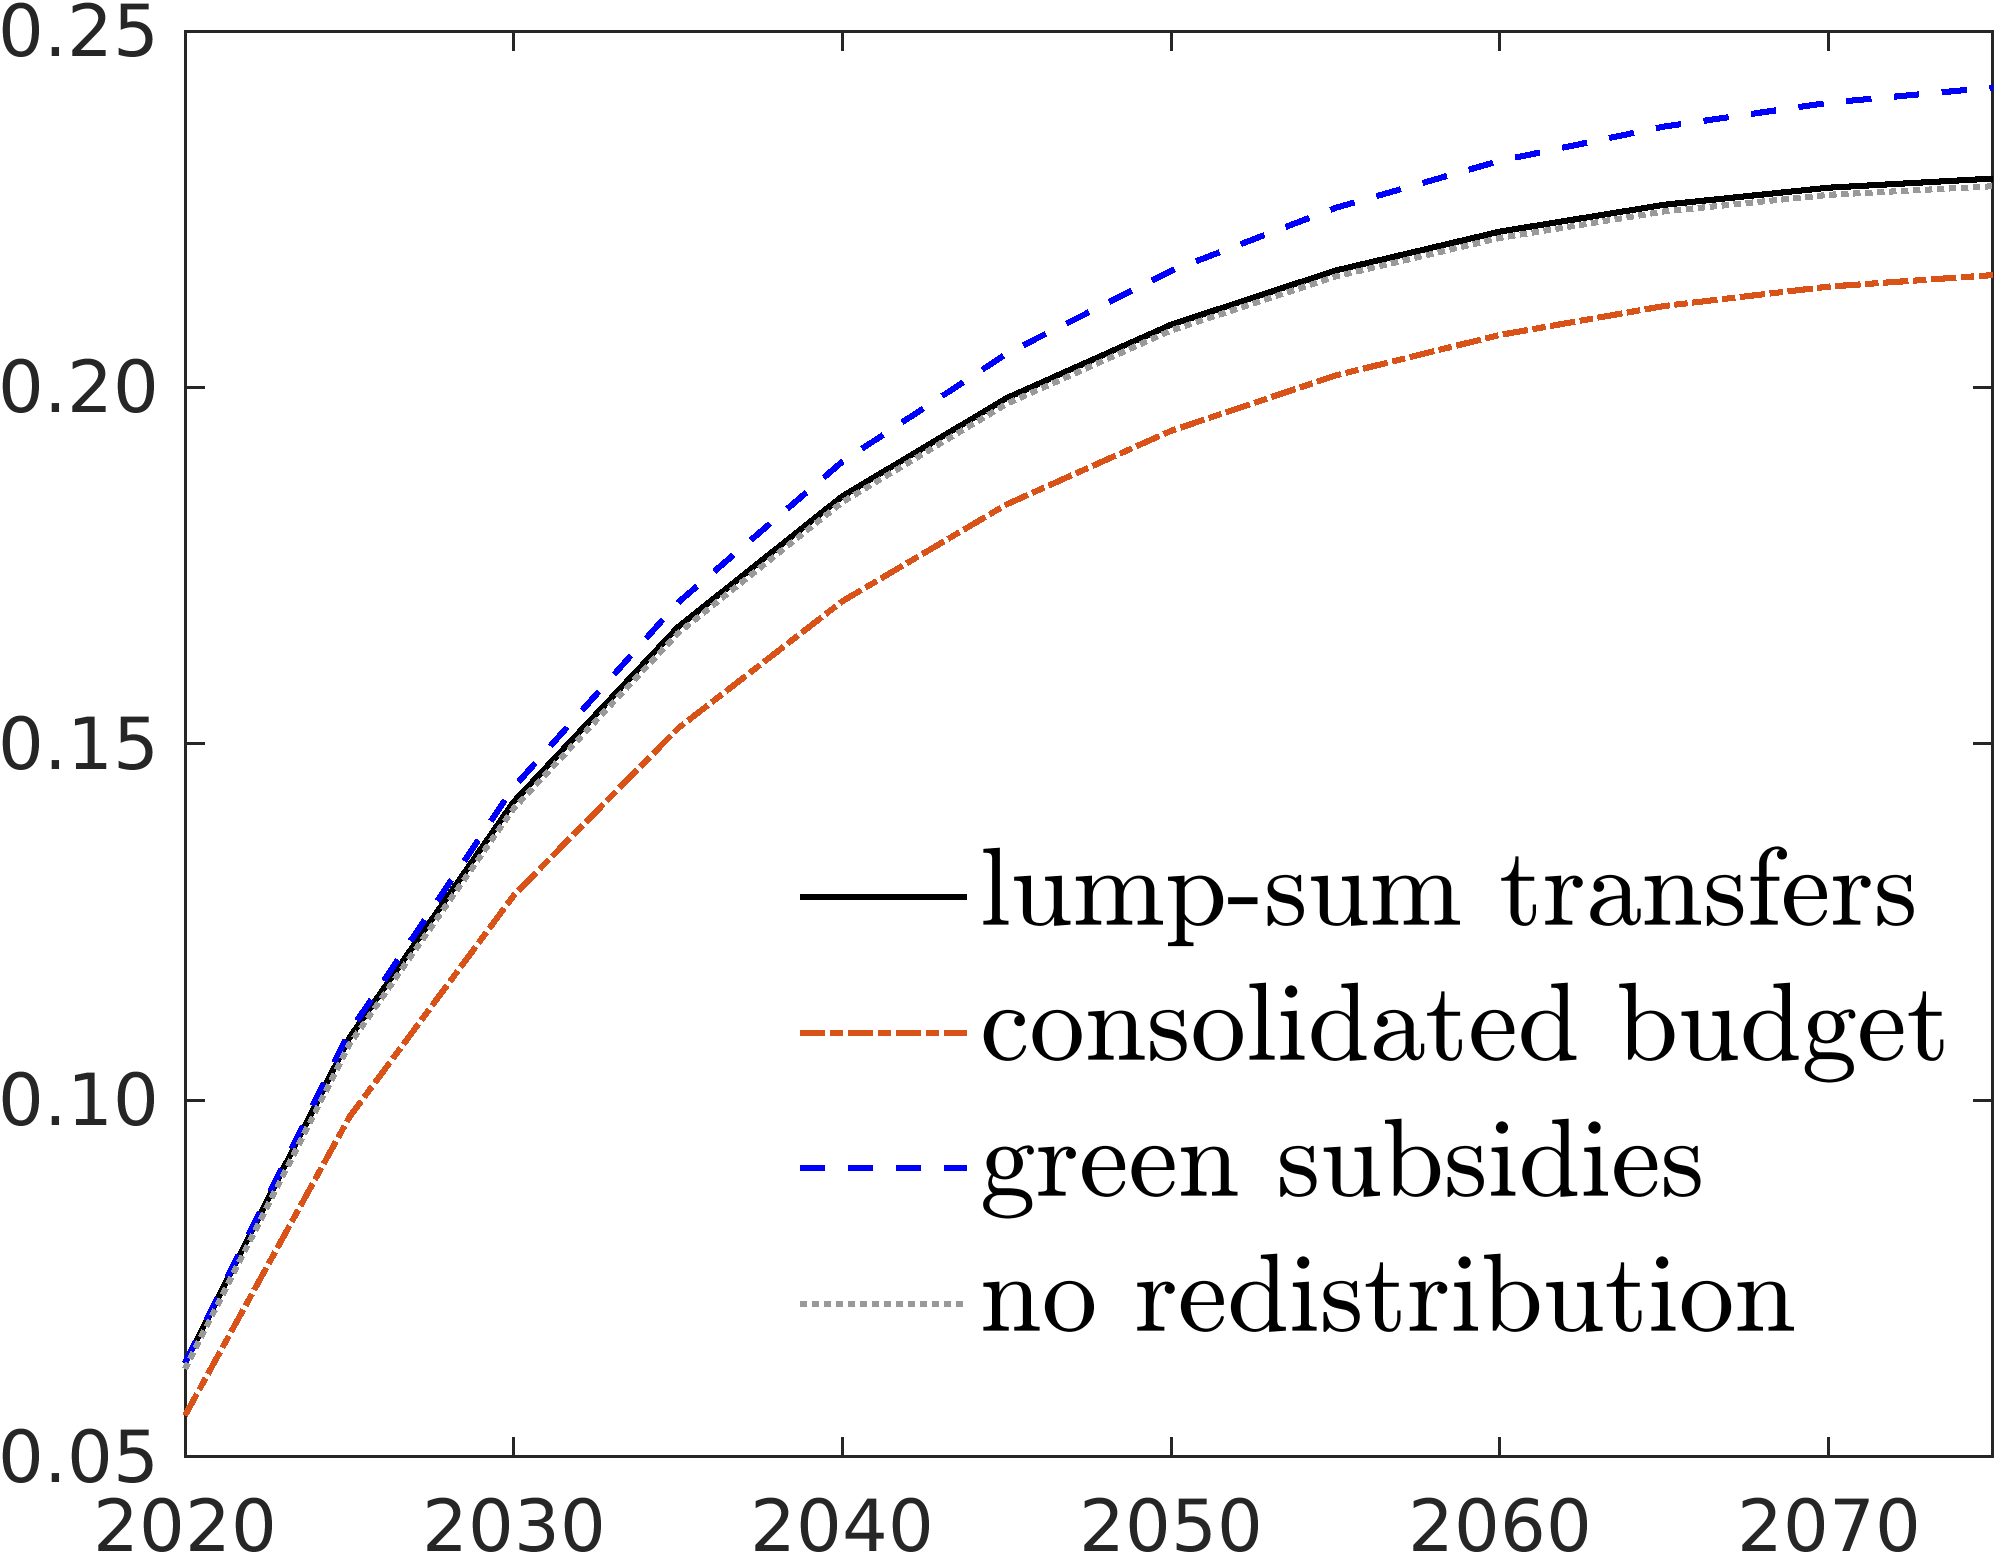 0.25
0.20
0.15
0.10
0.05
2020 2030 2040 2050 2060 2070
lump-sum transfers
consolidated budget
green subsidies
no redistribution